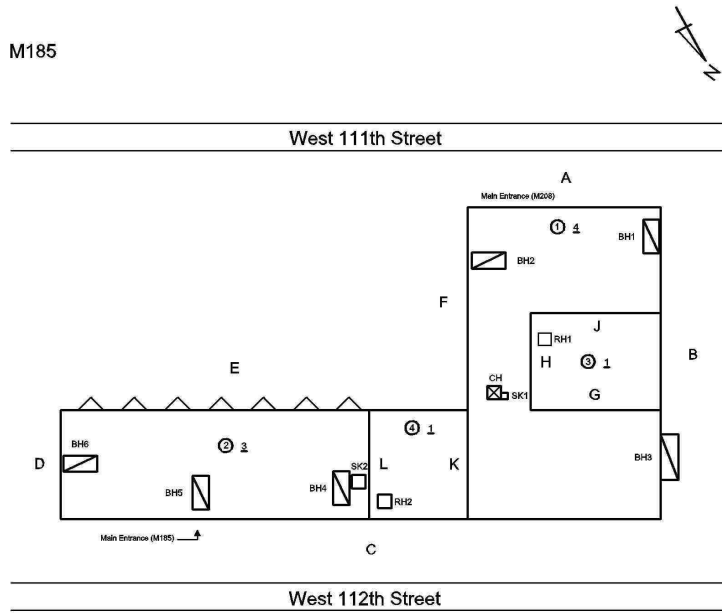 M185
N
West 111th Street
A
Main Entrance (M208)
1 4
BH1
BH2
F
J
RH1
H
3 1
B
G
E
CH
SK1
4 1
2 3
D
BH6
SK2
L
K
BH3
BH5
BH4
RH2
Main Entrance (M185)
C
West 112th Street